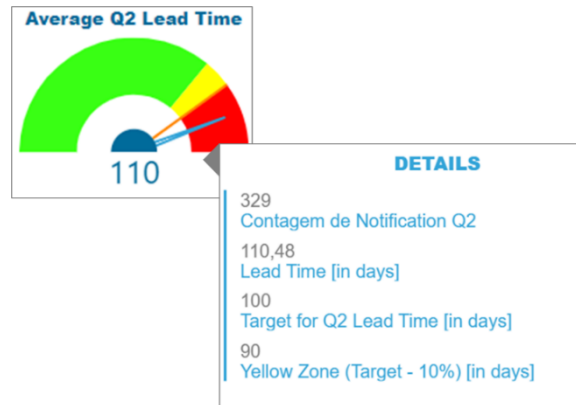 Average Q2 Lead Time
110
DETAILS
329
Contagem de Notification Q2
110,48
Lead Time [in days]
100
Target for Q2 Lead Time [in days]
90
Yellow Zone (Target - 10%) [in days]